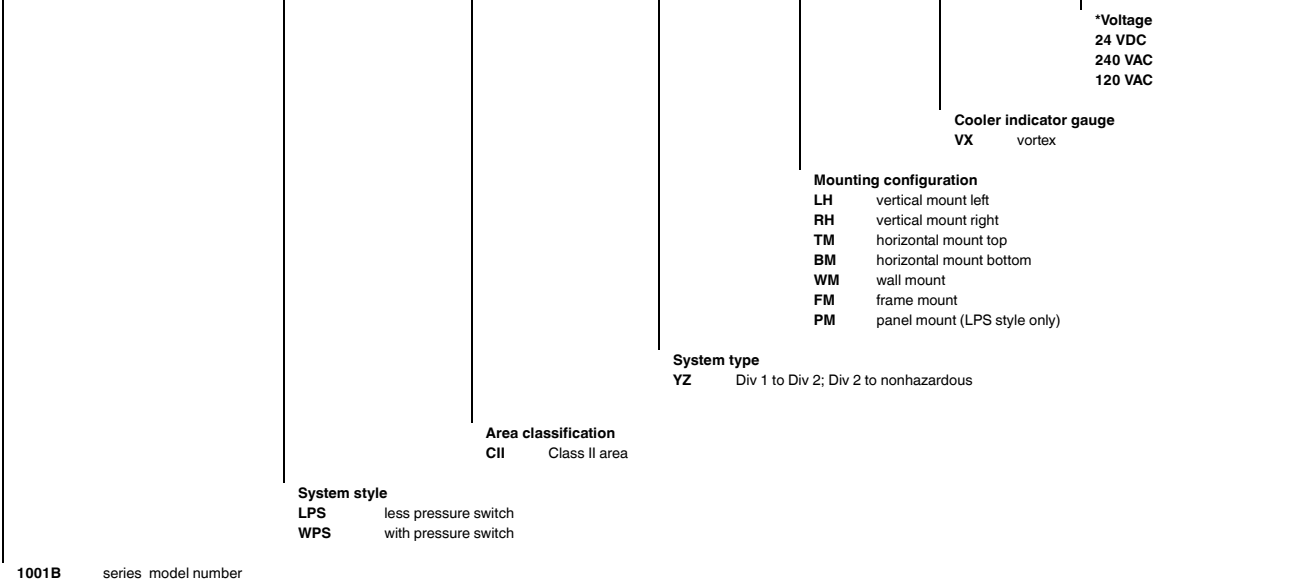 *Voltage
24 VDC
240 VAC
120 VAC
Cooler indicator gauge
VX vortex
Mounting configuration
LH vertical mount left
RH vertical mount right
TM horizontal mount top
BM horizontal mount bottom
WM wall mount
FM frame mount
PM panel mount (LPS style only)
System type
YZ Div 1 to Div 2; Div 2 to nonhazardous
Area classification
CII Class II area
System style
LPS less pressure switch
WPS with pressure switch
1001B series model number